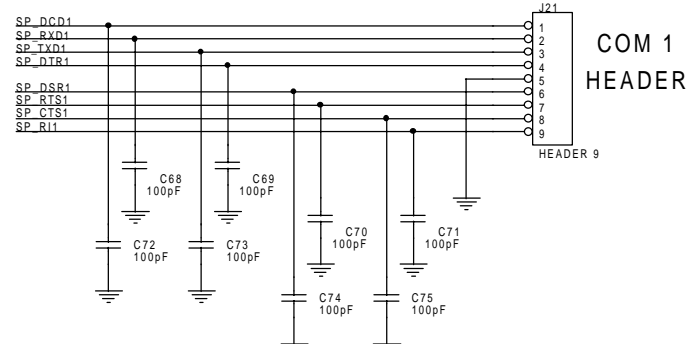 J21
SP_DCD1
SP_RXD1
SP_TXD1
SP_DTR1
SP_DSR1
SP_RTS1
SP_CTS1
SP_RI1
1
2
3
4
5
6
7
8
9
COM 1
HEADER
HEADER 9
C68
100pF
C69
100pF
C70
100pF
C71
100pF
C72
100pF
C73
100pF
C74
100pF
C75
100pF